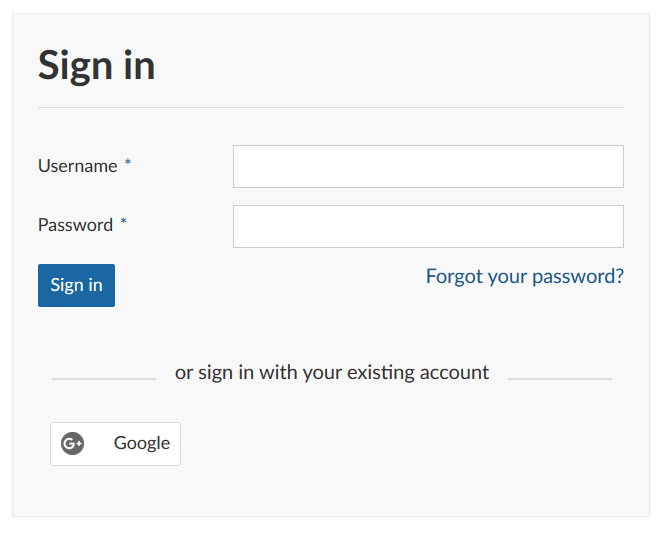 Sign in
Username *
Password *
Sign in
Forgot your password?
or sign in with your existing account
G+ Google